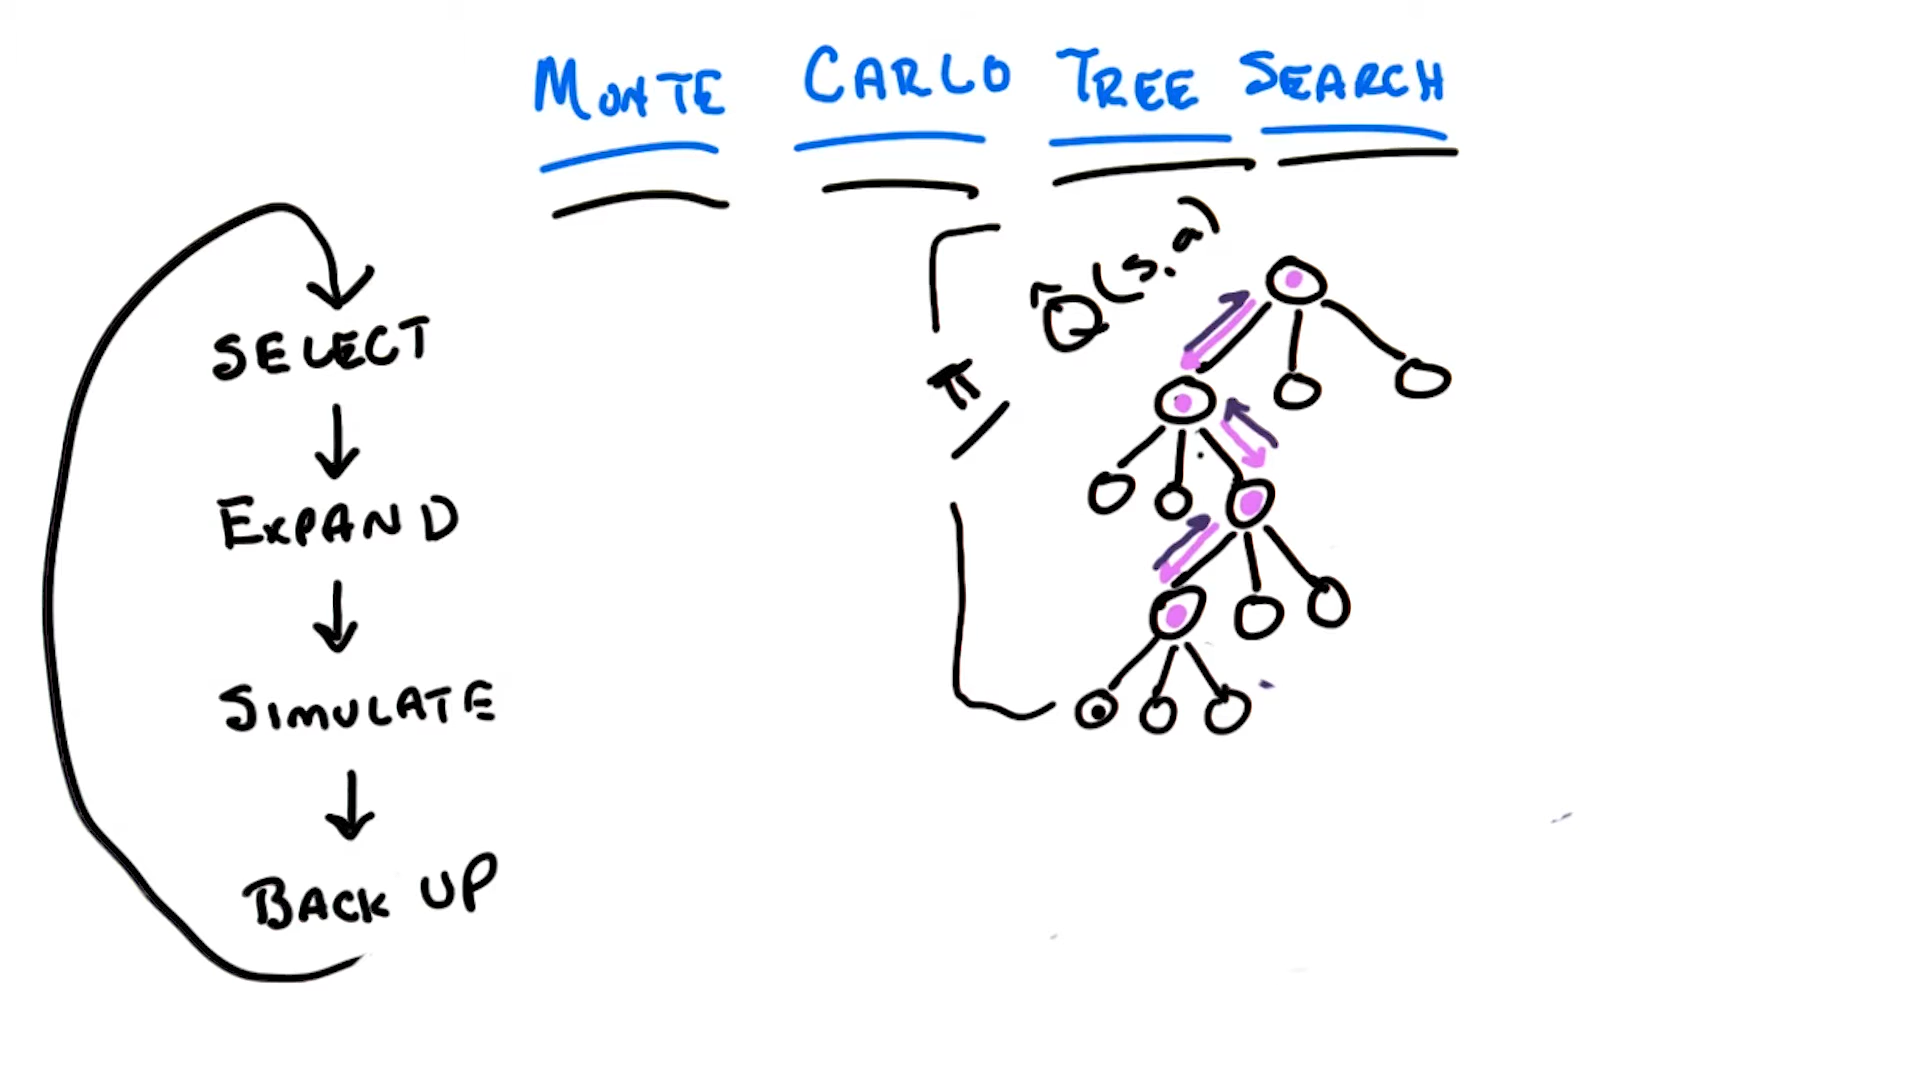 MONTE CARLO TREE SEARCH
SELECT
EXPAND
SIMULATE
BACK UP
Q̂(s,a)
π